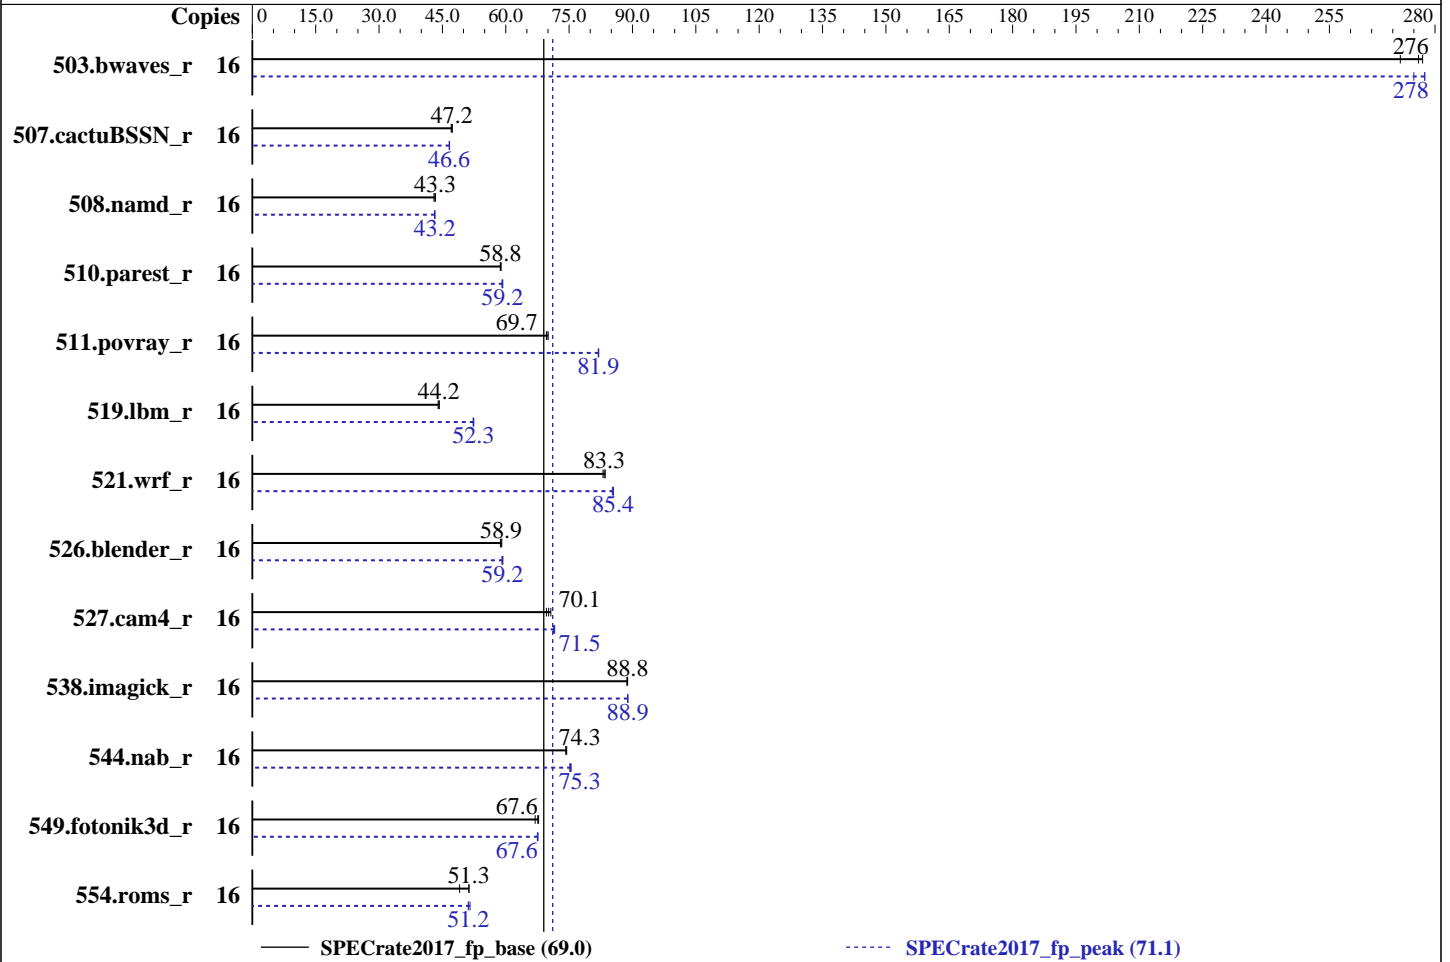 Copies 0 15.0 30.0 45.0 60.0 75.0 90.0 105 120 135 150 165 180 195 210 225 240 255 280
276
503.bwaves_r 16
278
47.2
507.cactuBSSN_r 16
46.6
43.3
508.namd_r 16
43.2
58.8
510.parest_r 16
59.2
69.7
511.povray_r 16
81.9
44.2
519.lbm_r 16
52.3
83.3
521.wrf_r 16
85.4
58.9
526.blender_r 16
59.2
70.1
527.cam4_r 16
71.5
88.8
538.imagick_r 16
88.9
74.3
544.nab_r 16
75.3
67.6
549.fotonik3d_r 16
67.6
51.3
554.roms_r 16
51.2
SPECrate2017_fp_base (69.0) SPECrate2017_fp_peak (71.1)